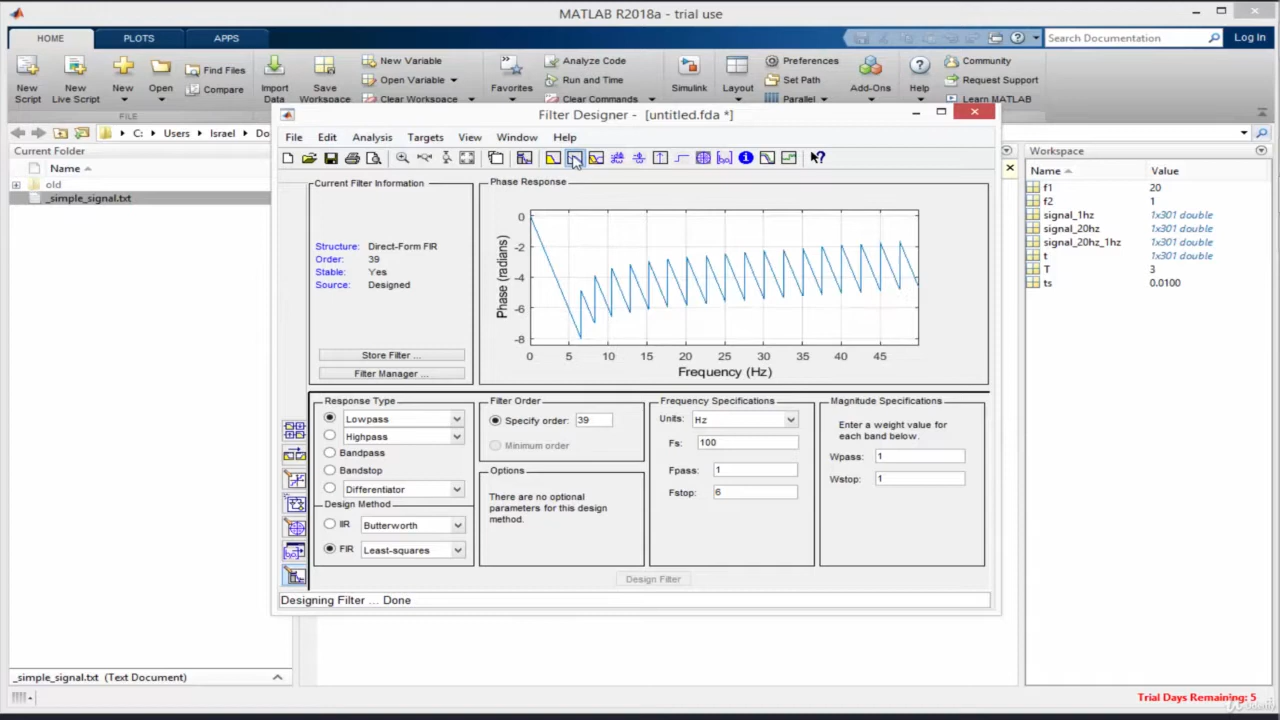 MATLAB R2018a - trial use
HOME PLOTS APPS
Search Documentation
Log In
New Script
New Live Script
New
Open
Find Files
Compare
Import Data
Save Workspace
New Variable
Open Variable
Clear Workspace
Favorites
Analyze Code
Run and Time
Clear Commands
Simulink
Layout
Preferences
Set Path
Parallel
Add-Ons
Help
Community
Request Support
Learn MATLAB
FILE
C: Users Israel Do
Current Folder
Name
old
_simple_signal.txt
_simple_signal.txt (Text Document)
Filter Designer - [untitled.fda *]
File Edit Analysis Targets View Window Help
Current Filter Information
Structure: Direct-Form FIR
Order: 39
Stable: Yes
Source: Designed
Store Filter ...
Filter Manager ...
Phase Response
Phase (radians)
0
-2
-4
-6
-8
0 5 10 15 20 25 30 35 40 45
Frequency (Hz)
Response Type
Lowpass
Highpass
Bandpass
Bandstop
Differentiator
Design Method
IIR Butterworth
FIR Least-squares
Filter Order
Specify order: 39
Minimum order
Options
There are no optional
parameters for this design
method.
Frequency Specifications
Units: Hz
Fs: 100
Fpass: 1
Fstop: 6
Magnitude Specifications
Enter a weight value for
each band below.
Wpass: 1
Wstop: 1
Design Filter
Designing Filter ... Done
Workspace
Name Value
f1 20
f2 1
signal_1hz 1x301 double
signal_20hz 1x301 double
signal_20hz_1hz 1x301 double
t 1x301 double
T 3
ts 0.0100
Trial Days Remaining: 5
Udemy